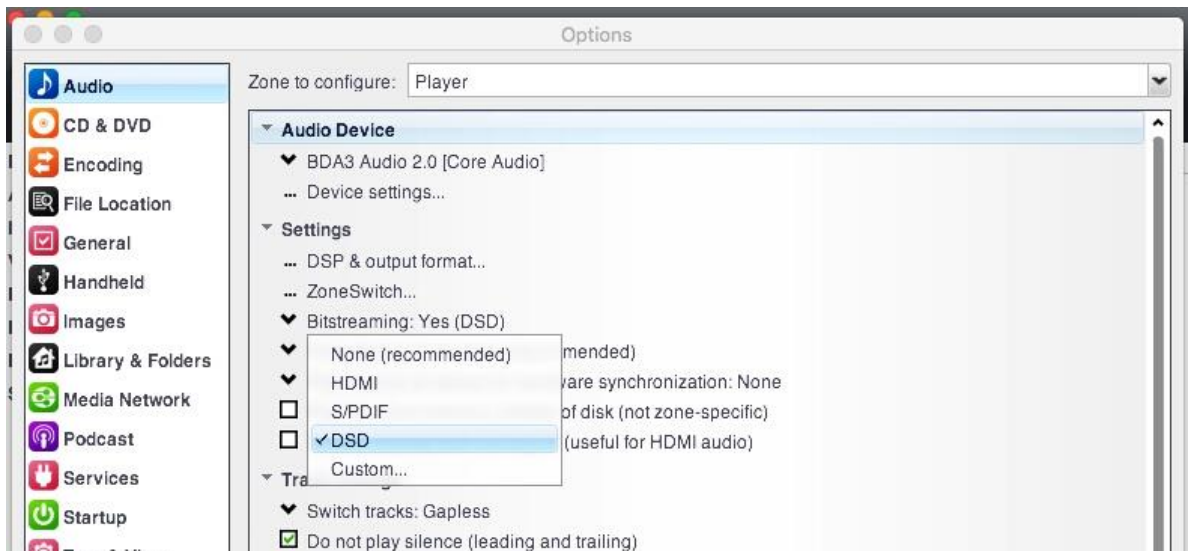 Options
Zone to configure: Player
Audio
CD & DVD
Encoding
File Location
General
Handheld
Images
Library & Folders
Media Network
Podcast
Services
Startup
Audio Device
BDA3 Audio 2.0 [Core Audio]
... Device settings...
Settings
... DSP & output format...
... ZoneSwitch...
Bitstreaming: Yes (DSD)
None (recommended)
HDMI
S/PDIF
✓DSD
Custom...
mended)
synchronization: None
of disk (not zone-specific)
(useful for HDMI audio)
Switch tracks: Gapless
Do not play silence (leading and trailing)